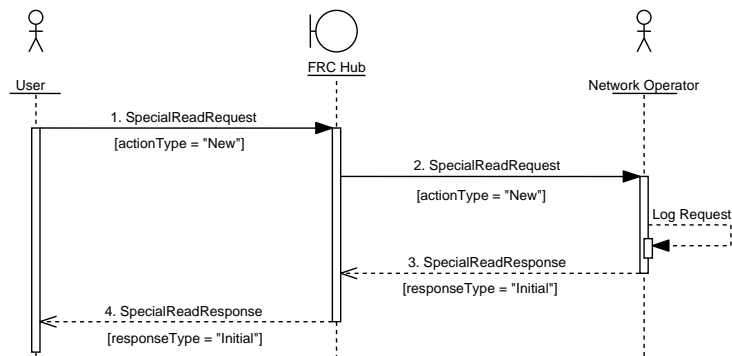 FRC Hub
User
Network Operator
1. SpecialReadRequest
[actionType = "New"]
2. SpecialReadRequest
[actionType = "New"]
Log Request
3. SpecialReadResponse
[responseType = "Initial"]
4. SpecialReadResponse
[responseType = "Initial"]